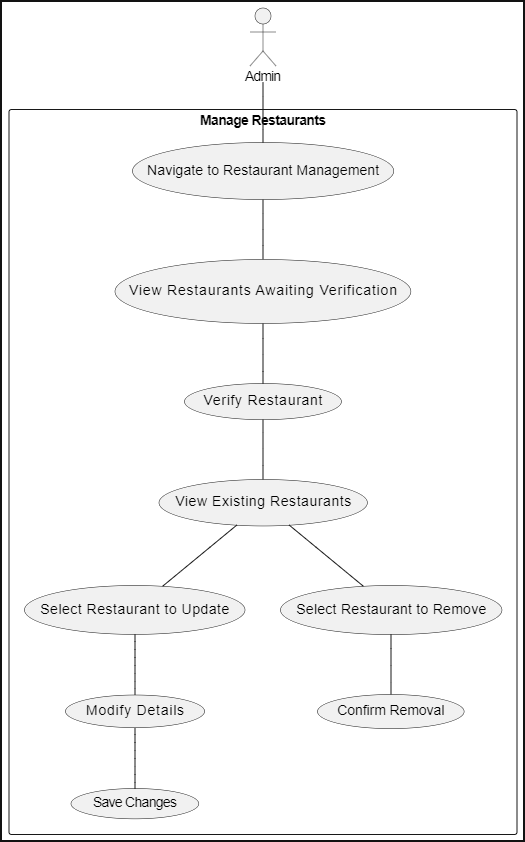 Admin
Manage Restaurants
Navigate to Restaurant Management
View Restaurants Awaiting Verification
Verify Restaurant
View Existing Restaurants
Select Restaurant to Update
Select Restaurant to Remove
Modify Details
Confirm Removal
Save Changes